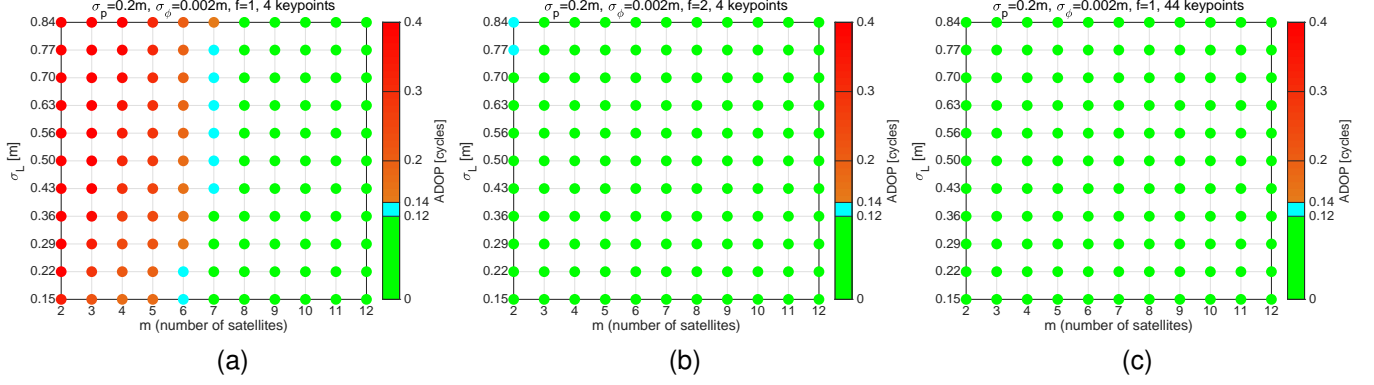 σp=0.2m, σϕ=0.002m, f=1, 4 keypoints
0.84
0.77
0.70
0.63
0.56
0.50
0.43
0.36
0.29
0.22
0.15
σL [m]
2 3 4 5 6 7 8 9 10 11 12
m (number of satellites)
0.4
0.3
0.2
0.14
0.12
0
ADOP [cycles]
(a)
σp=0.2m, σϕ=0.002m, f=2, 4 keypoints
0.84
0.77
0.70
0.63
0.56
0.50
0.43
0.36
0.29
0.22
0.15
σL [m]
2 3 4 5 6 7 8 9 10 11 12
m (number of satellites)
0.4
0.3
0.2
0.14
0.12
0
ADOP [cycles]
(b)
σp=0.2m, σϕ=0.002m, f=1, 44 keypoints
0.84
0.77
0.70
0.63
0.56
0.50
0.43
0.36
0.29
0.22
0.15
σL [m]
2 3 4 5 6 7 8 9 10 11 12
m (number of satellites)
0.4
0.3
0.2
0.14
0.12
0
ADOP [cycles]
(c)